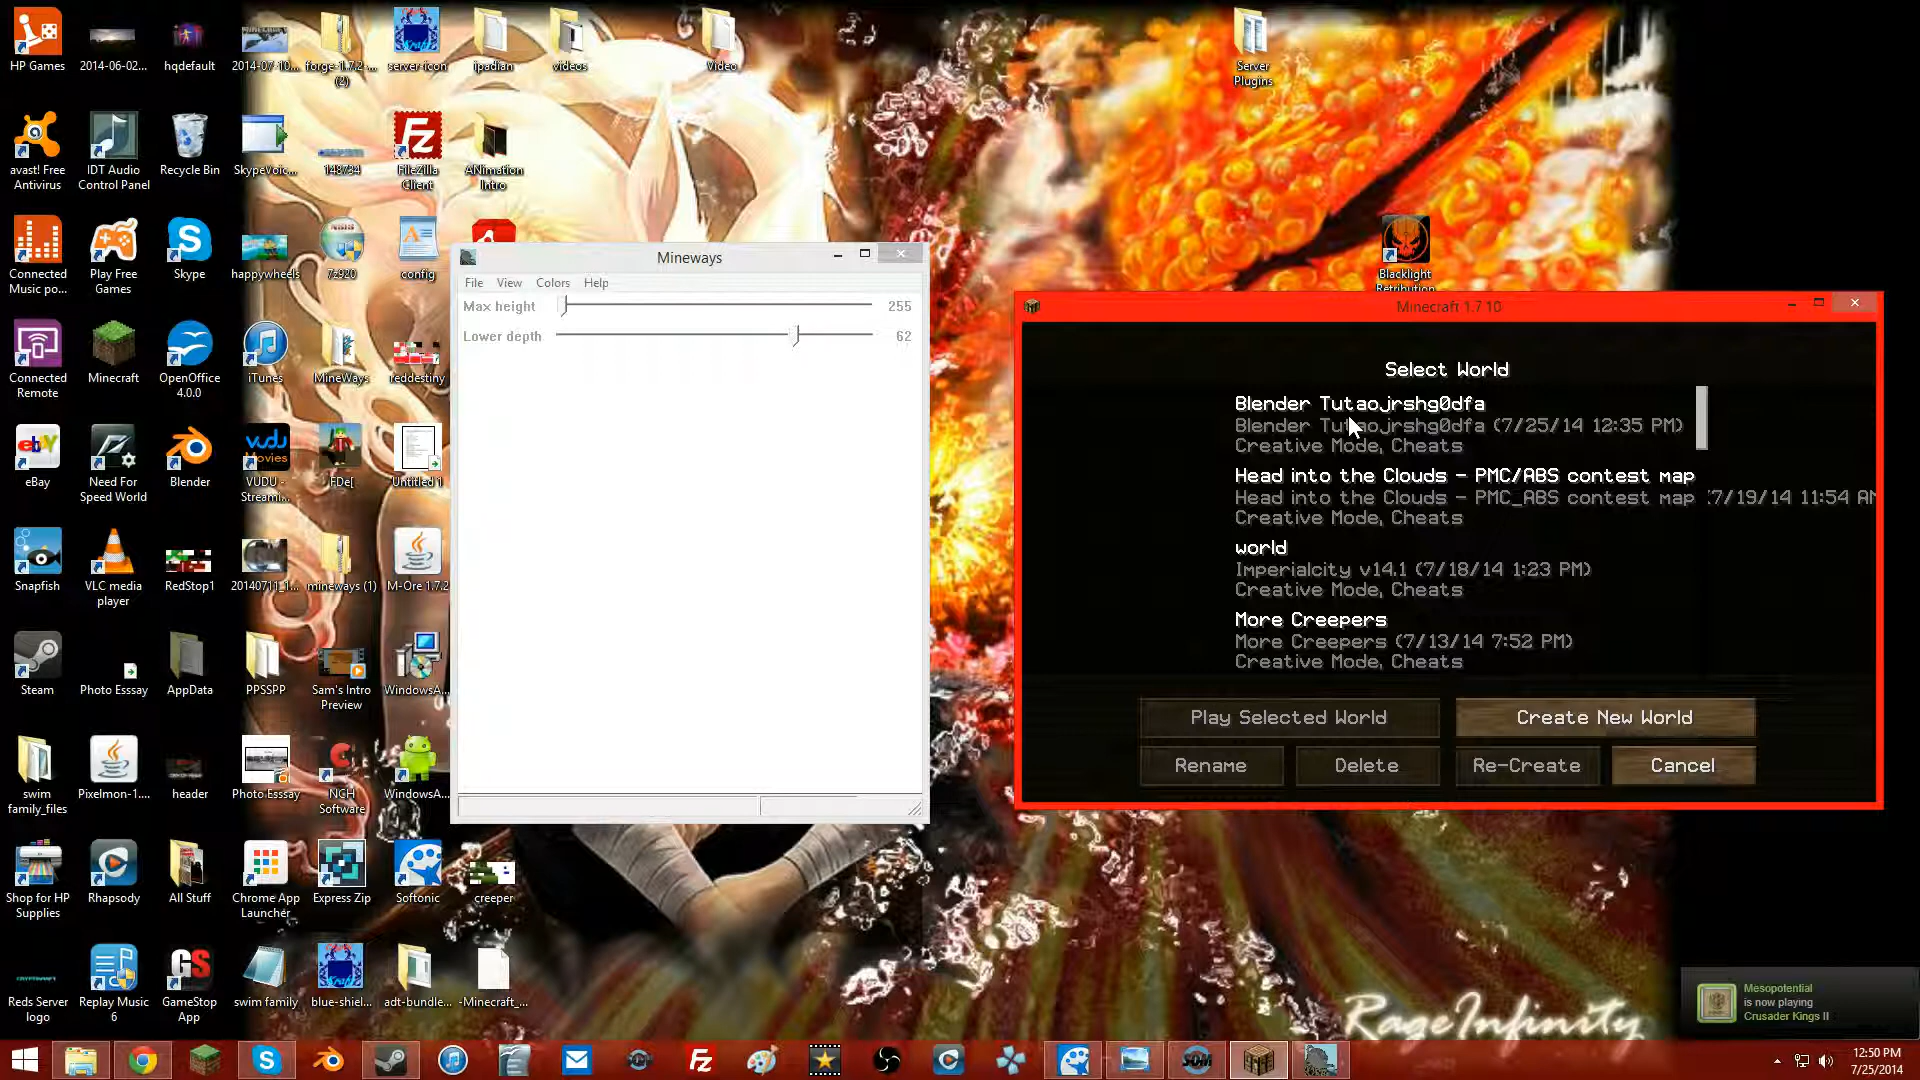 HP Games
2014-06-02...
hqdefault
2014-07-10...
forge-1.7.2-...
(2)
server-icon
ipadian
videos
Video
Server
Plugins
avast! Free
Antivirus
IDT Audio
Control Panel
Recycle Bin
SkypeVoic...
148734
FileZilla
Client
ANimation
Intro
Connected
Music po...
Play Free
Games
Skype
happywheels
7z920
config
Blacklight
Retribution
Connected
Remote
Minecraft
OpenOffice
4.0.0
iTunes
MineWays
reddestiny
eBay
Need For
Speed World
Blender
VUDU -
Streami...
FDe[
Untitled 1
Snapfish
VLC media
player
RedStop1
20140711_1...
mineways (1)
M-Ore 1.7.2
Steam
Photo Esssay
AppData
PPSSPP
Sam's Intro
Preview
WindowsA...
swim
family_files
Pixelmon-1....
header
Photo Esssay
NCH
Software
WindowsA...
Shop for HP
Supplies
Rhapsody
All Stuff
Chrome App
Launcher
Express Zip
Softonic
creeper
Reds Server
logo
Replay Music
6
GameStop
App
swim family
blue-shiel...
adt-bundle...
-Minecraft_...
Mineways
File View Colors Help
Max height 255
Lower depth 62
Minecraft 1.7.10
Select World
Blender Tutaojrshg0dfa
Blender Tutaojrshg0dfa (7/25/14 12:35 PM)
Creative Mode, Cheats
Head into the Clouds - PMC/ABS contest map
Head into the Clouds - PMC_ABS contest map (7/19/14 11:54 AM
Creative Mode, Cheats
world
Imperialcity v14.1 (7/18/14 1:23 PM)
Creative Mode, Cheats
More Creepers
More Creepers (7/13/14 7:52 PM)
Creative Mode, Cheats
Play Selected World
Create New World
Rename
Delete
Re-Create
Cancel
Mesopotential
is now playing
Crusader Kings II
RageInfinity
12:50 PM
7/25/2014